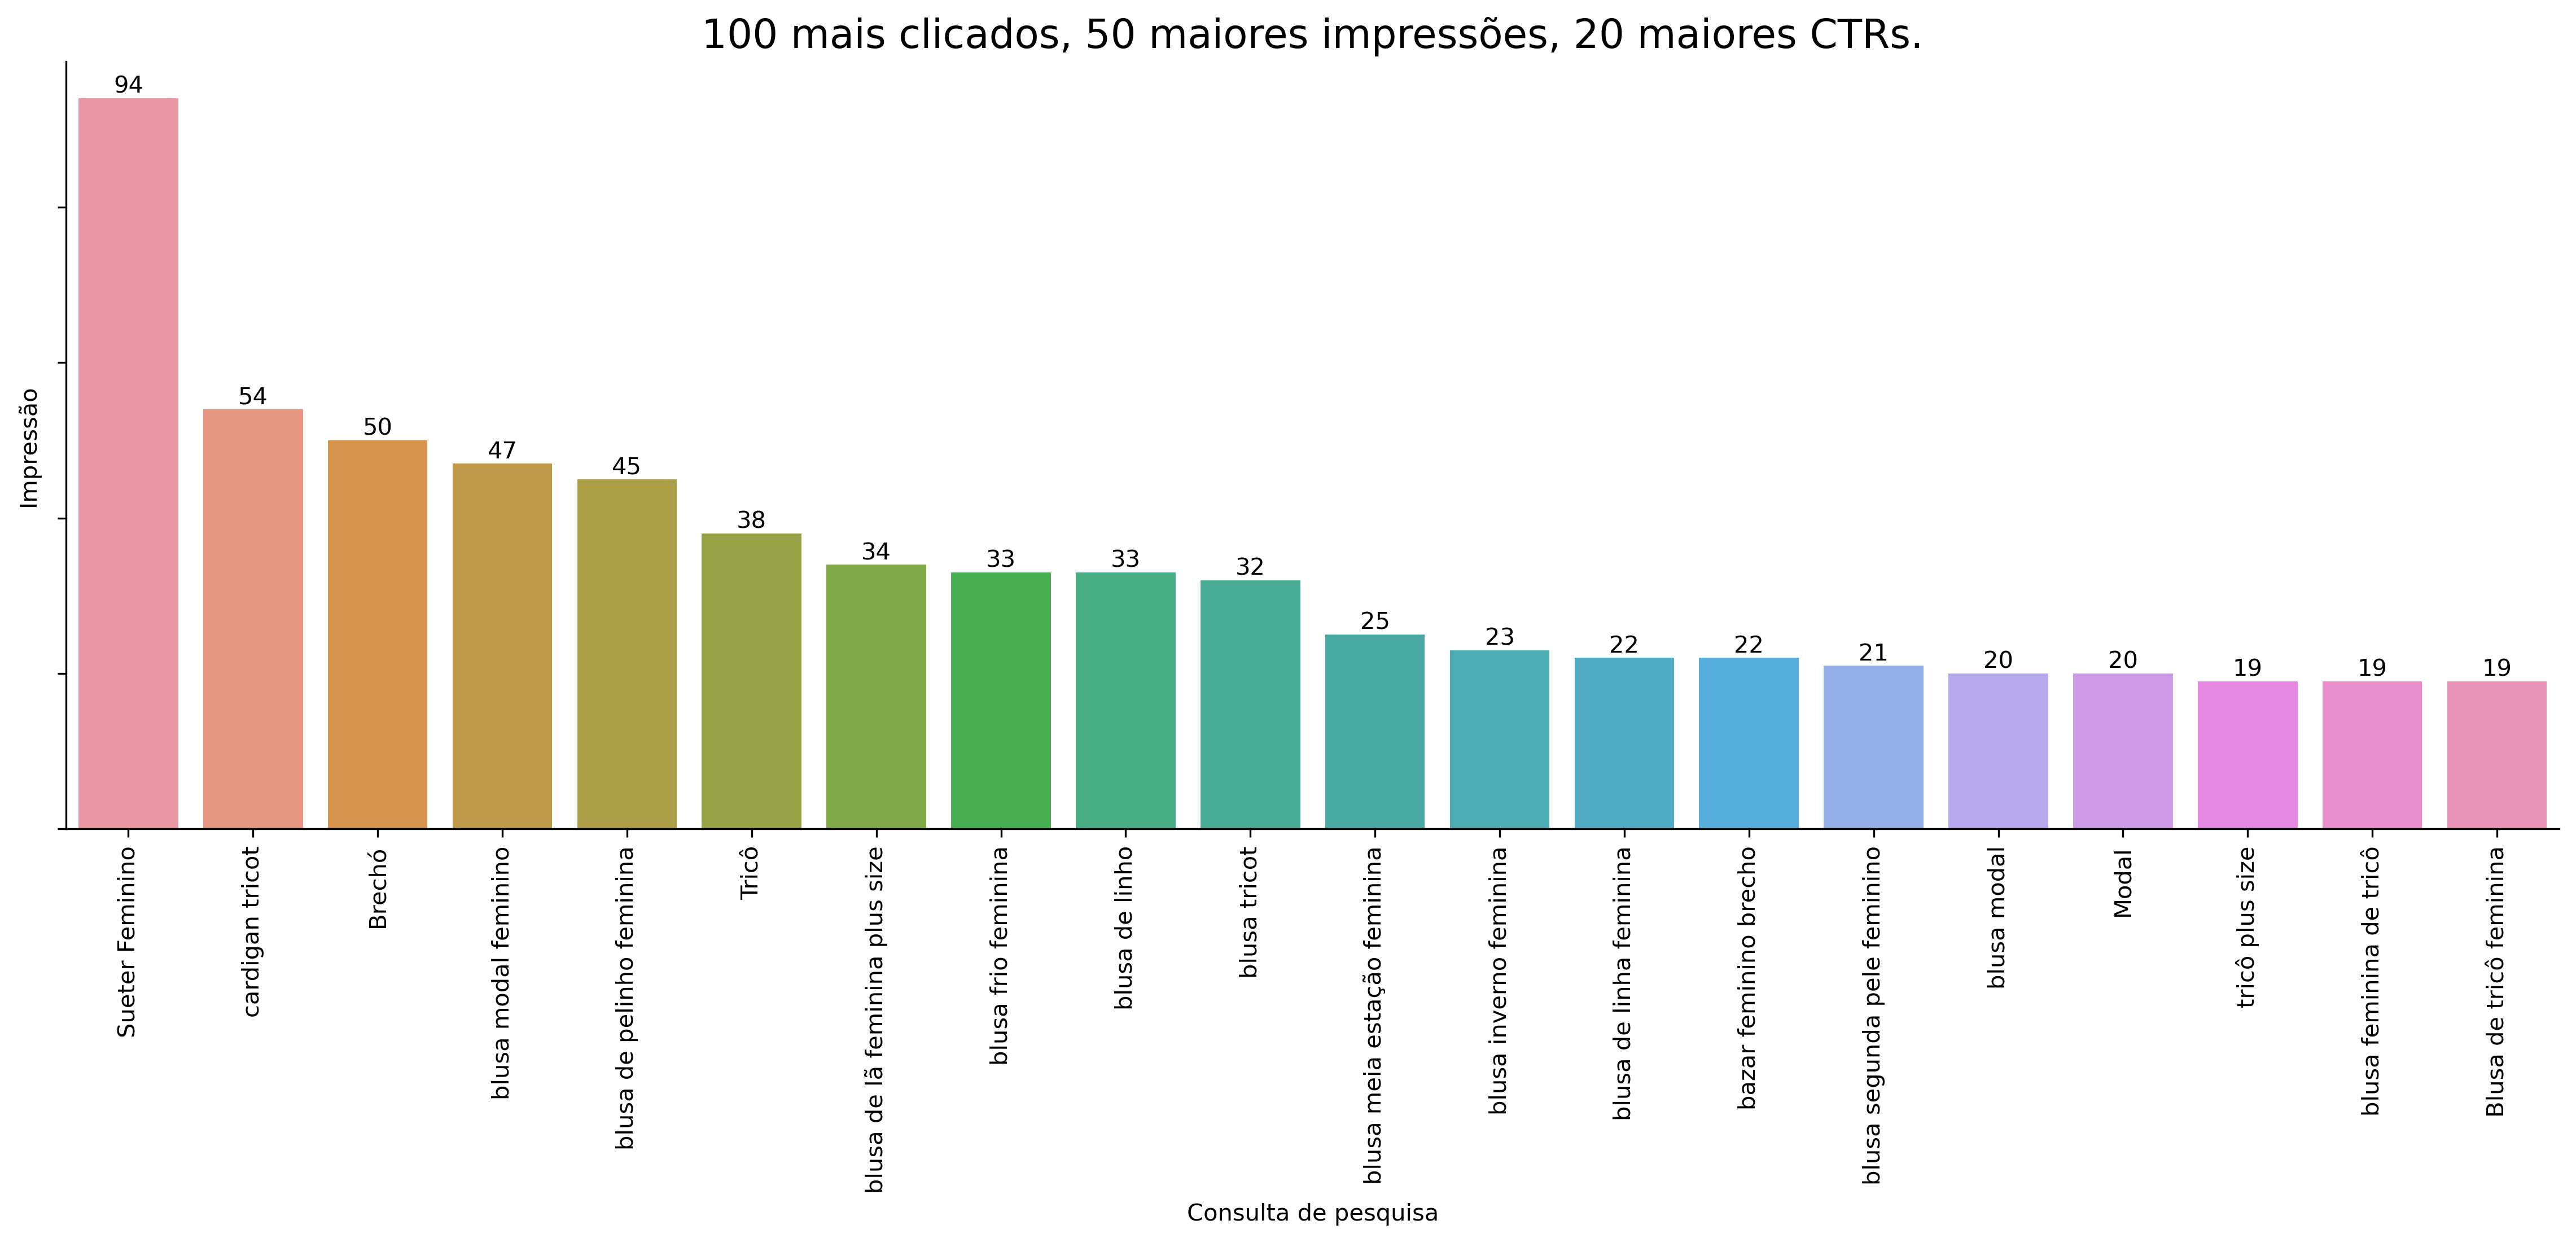 100 mais clicados, 50 maiores impressões, 20 maiores CTRs.
94
54
50
47
45
38
34
33
33
32
25
23
22
22
21
20
20
19
19
19
Impressão
Sueter Feminino
cardigan tricot
Brechó
blusa modal feminino
blusa de pelinho feminina
Tricô
blusa de lã feminina plus size
blusa frio feminina
blusa de linho
blusa tricot
blusa meia estação feminina
blusa inverno feminina
blusa de linha feminina
bazar feminino brecho
blusa segunda pele feminino
blusa modal
Modal
tricô plus size
blusa feminina de tricô
Blusa de tricô feminina
Consulta de pesquisa